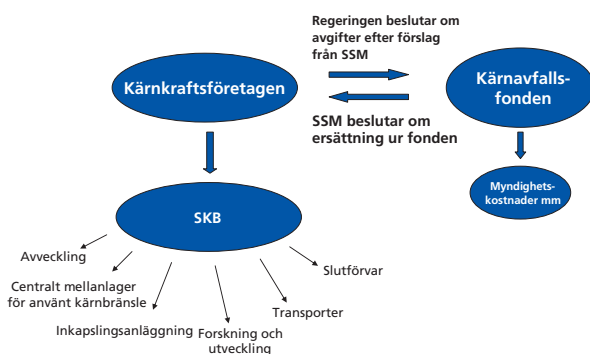 Regeringen beslutar om
avgifter efter förslag
från SSM
Kärnkraftsföretagen
Kärnavfalls-
fonden
SSM beslutar om
ersättning ur fonden
Myndighets-
kostnader mm
SKB
Avveckling
Centralt mellanlager
för använt kärnbränsle
Inkapslingsanläggning
Forskning och
utveckling
Transporter
Slutförvar